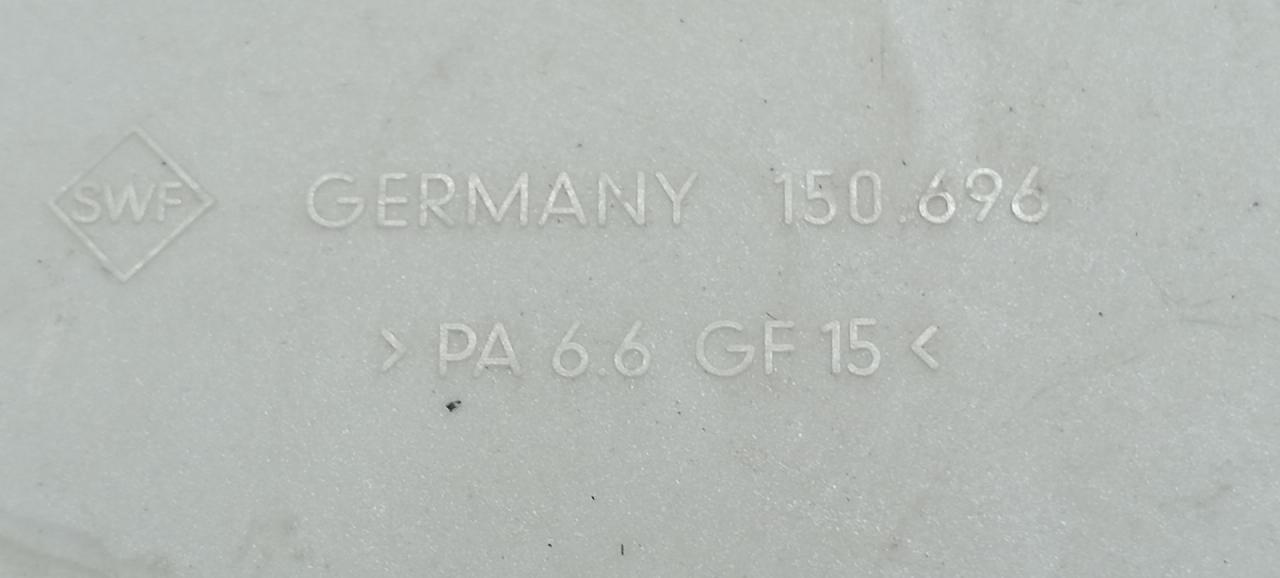 SWF GERMANY 150.696
> PA 6.6 GF 15 <